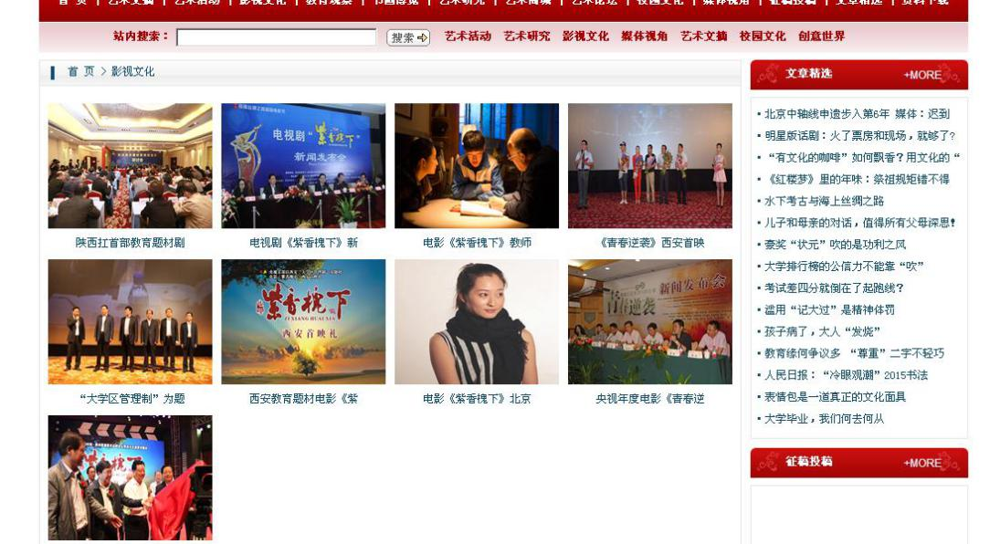 首 页 | 艺术文摘 | 艺术活动 | 影视文化 | 教育观察 | 书画博览 | 艺术研究 | 艺术商城 | 艺术论坛 | 校园文化 | 媒体视角 | 征稿投稿 | 文章精选 | 资料下载
站内搜索： 搜索 艺术活动 艺术研究 影视文化 媒体视角 艺术文摘 校园文化 创意世界
首 页 > 影视文化
电视剧“紫香槐下”
新闻发布会
陕西扛首部教育题材剧
电视剧《紫香槐下》新
电影《紫香槐下》教师
《青春逆袭》西安首映
紫香槐下
ZI XIANG HUAI XIA
西安首映礼
新闻发布会
青春逆袭
“大学区管理制”为题
西安教育题材电影《紫
电影《紫香槐下》北京
央视年度电影《青春逆
紫香槐下
文章精选 +MORE
北京中轴线申遗步入第6年 媒体：迟到
明星版话剧：火了票房和现场，就够了?
“有文化的咖啡”如何飘香？用文化的“
《红楼梦》里的年味：祭祖规矩错不得
水下考古与海上丝绸之路
儿子和母亲的对话，值得所有父母深思!
豪奖“状元”吹的是功利之风
大学排行榜的公信力不能靠“吹”
考试差四分就倒在了起跑线？
滥用“记大过”是精神体罚
孩子病了，大人“发烧”
教育缘何争议多 “尊重”二字不轻巧
人民日报：“冷眼观潮”2015书法
表情包是一道真正的文化面具
大学毕业，我们何去何从
征稿投稿 +MORE